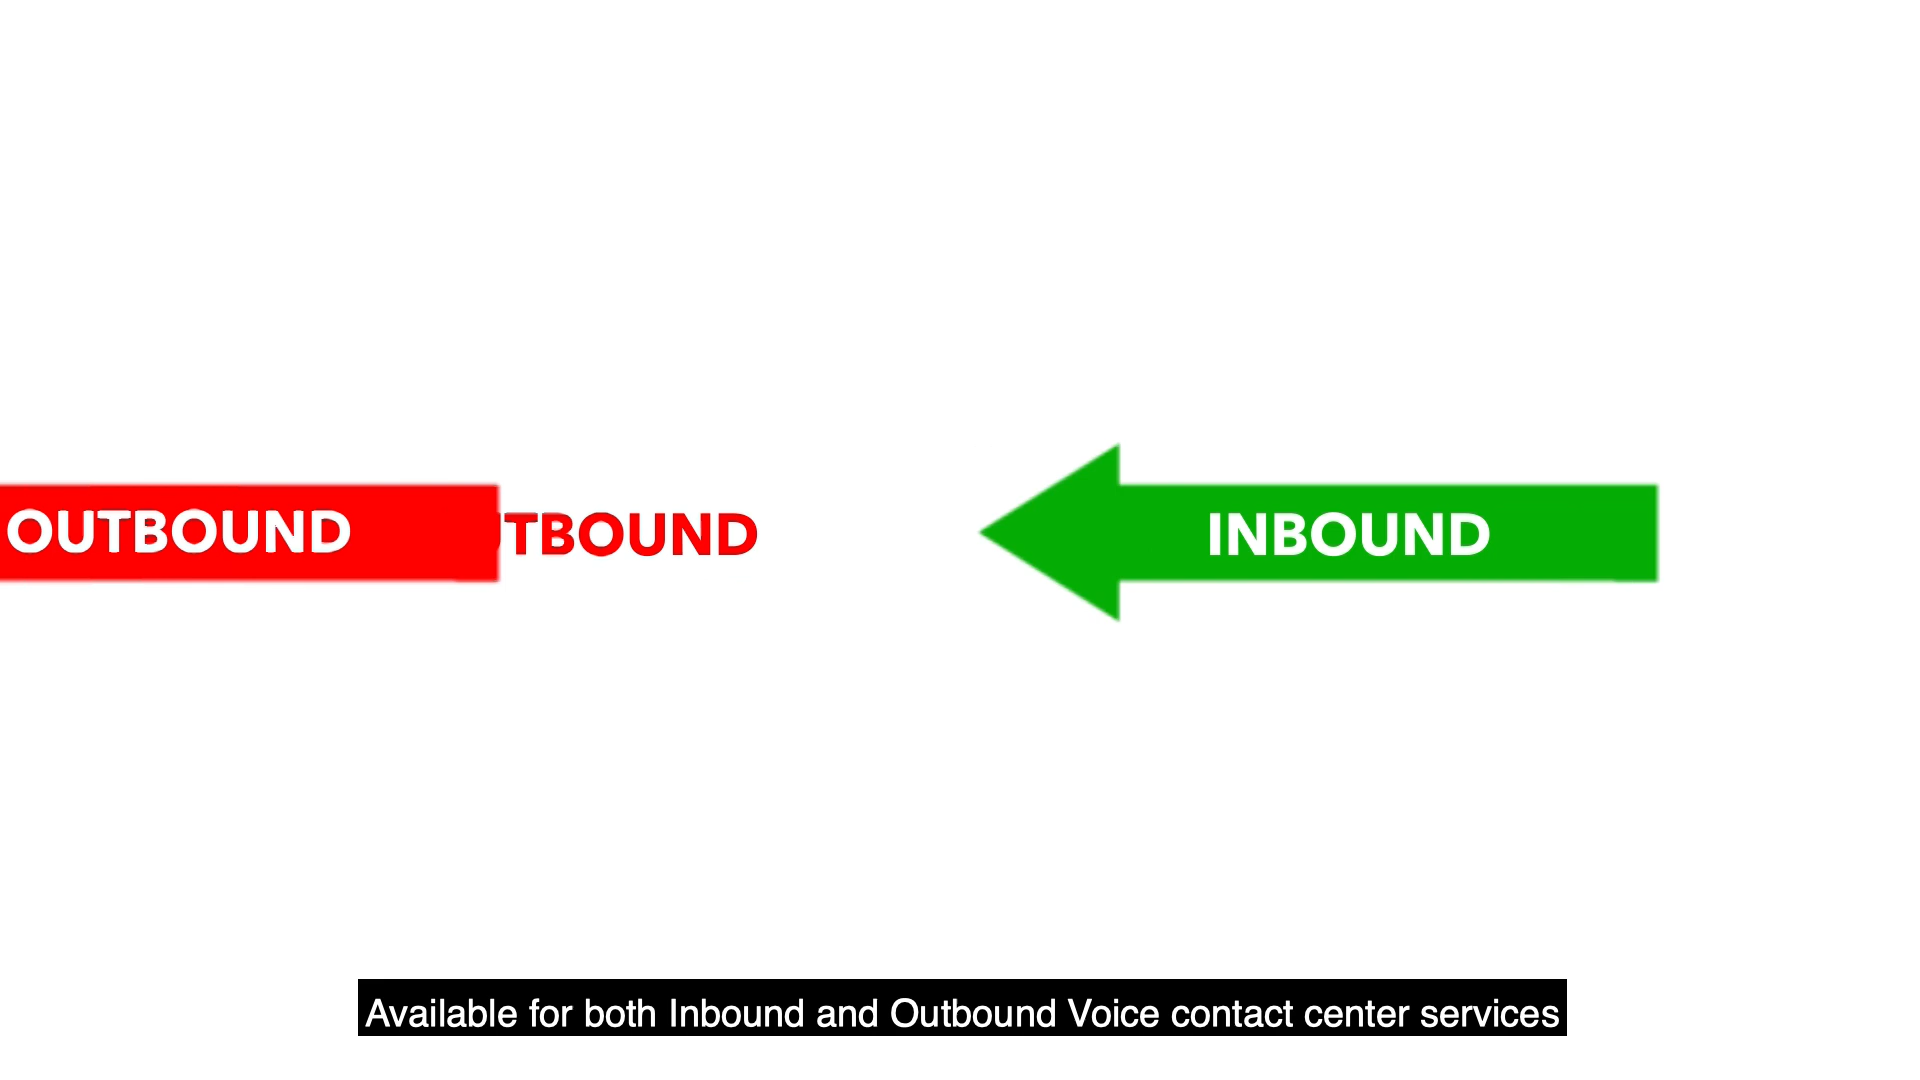 OUTBOUND
TBOUND
INBOUND
Available for both Inbound and Outbound Voice contact center services